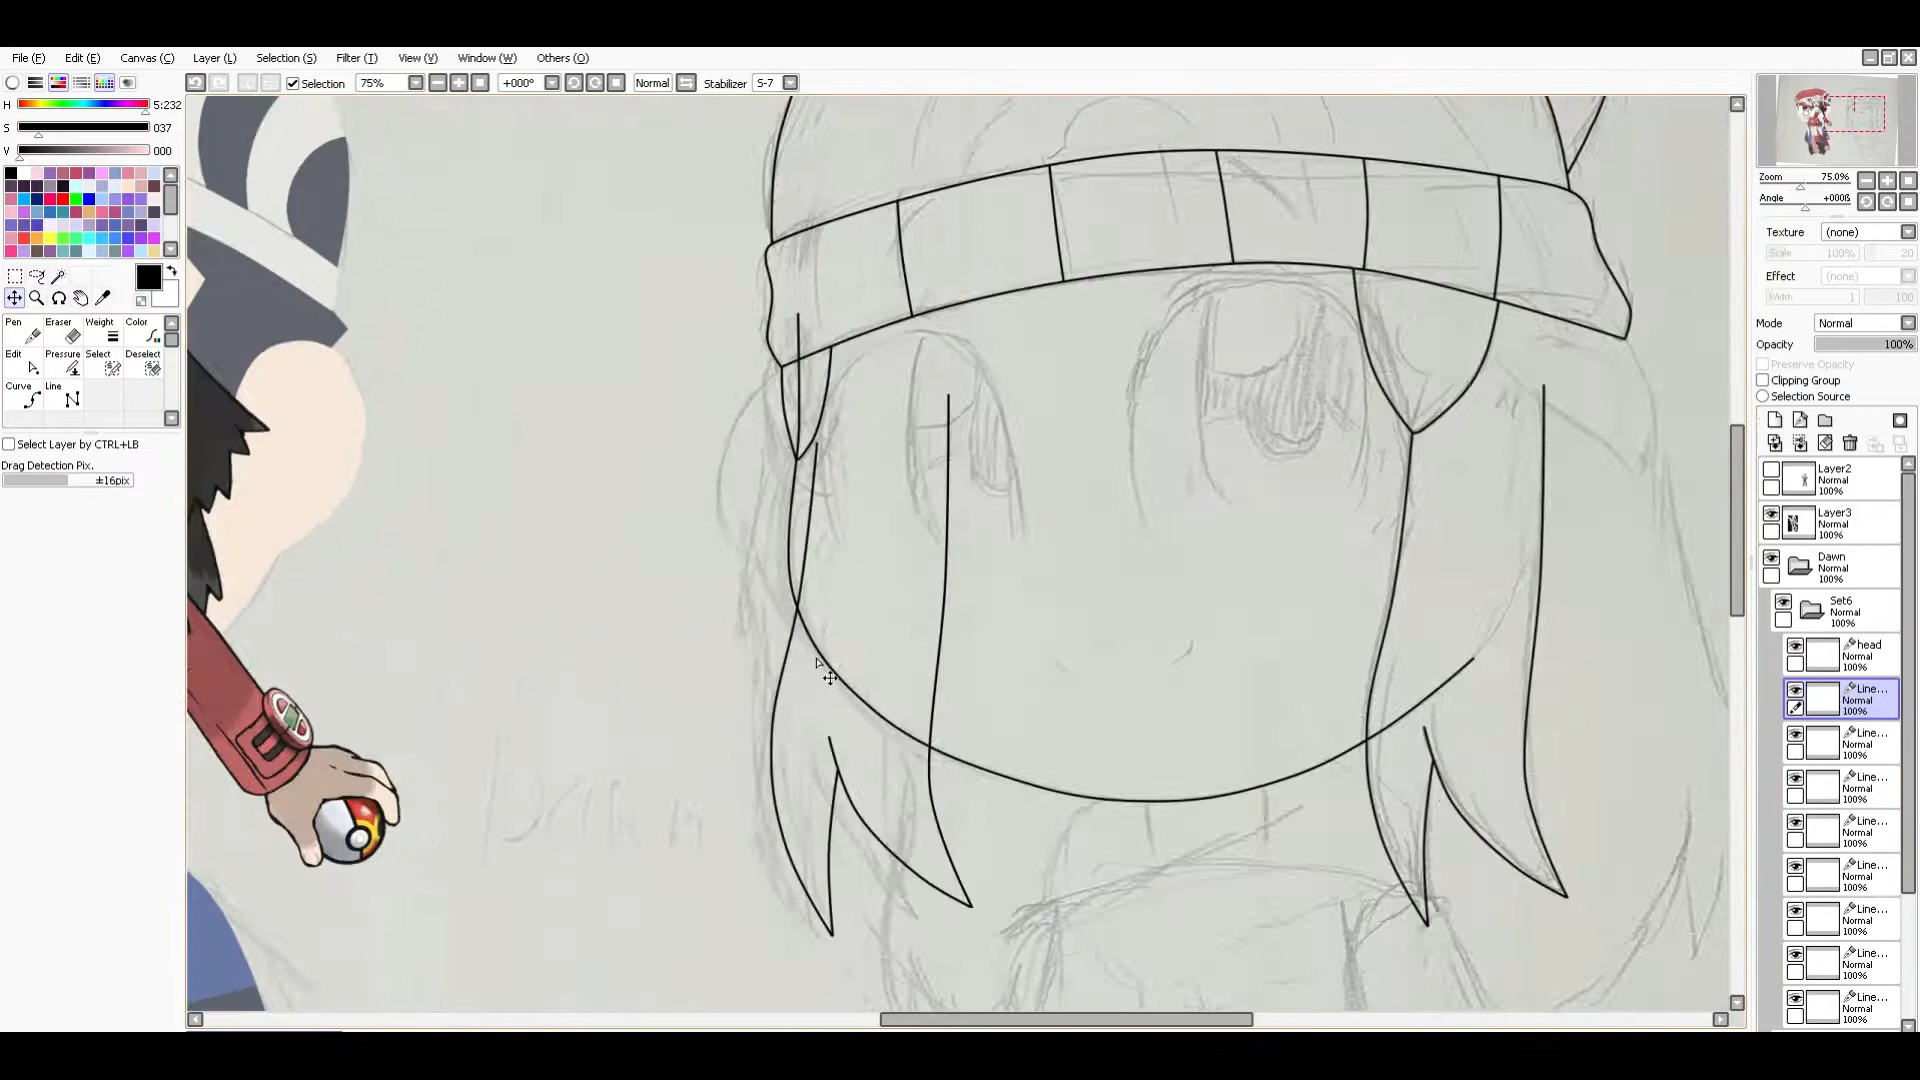 File (F) Edit (E) Canvas (C) Layer (L) Selection (S) Filter (T) View (V) Window (W) Others (O)
Selection 75% +000° Normal Stabilizer S-7
H 5:232
S 037
V 000
Pen Eraser Weight Color
Edit Pressure Select Deselect
Curve Line
Select Layer by CTRL+LB
Drag Detection Pix.
±16pix
Dawn
Zoom 75.0%
Angle +000ß
Texture (none)
Scale 100% 20
Effect (none)
Width 1 100
Mode Normal
Opacity 100%
Preserve Opacity
Clipping Group
Selection Source
Layer2
Normal
100%
Layer3
Normal
100%
Dawn
Normal
100%
Set6
Normal
100%
head
Normal
100%
Line...
Normal
100%
Line...
Normal
100%
Line...
Normal
100%
Line...
Normal
100%
Line...
Normal
100%
Line...
Normal
100%
Line...
Normal
100%
Line...
Normal
100%